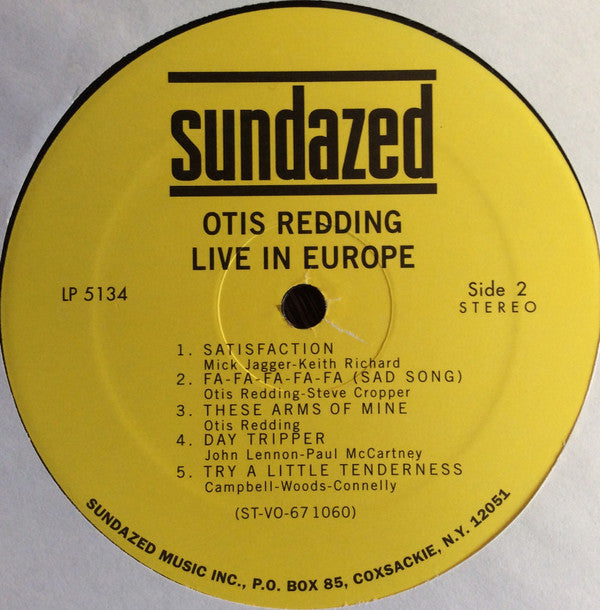 sundazed
OTIS REDDING
LIVE IN EUROPE
LP 5134
Side 2
STEREO
1. SATISFACTION
Mick Jagger-Keith Richard
2. FA-FA-FA-FA-FA (SAD SONG)
Otis Redding-Steve Cropper
3. THESE ARMS OF MINE
Otis Redding
4. DAY TRIPPER
John Lennon-Paul McCartney
5. TRY A LITTLE TENDERNESS
Campbell-Woods-Connelly
(ST-VO-67 1060)
SUNDAZED MUSIC INC., P.O. BOX 85, COXSACKIE, N.Y. 12051